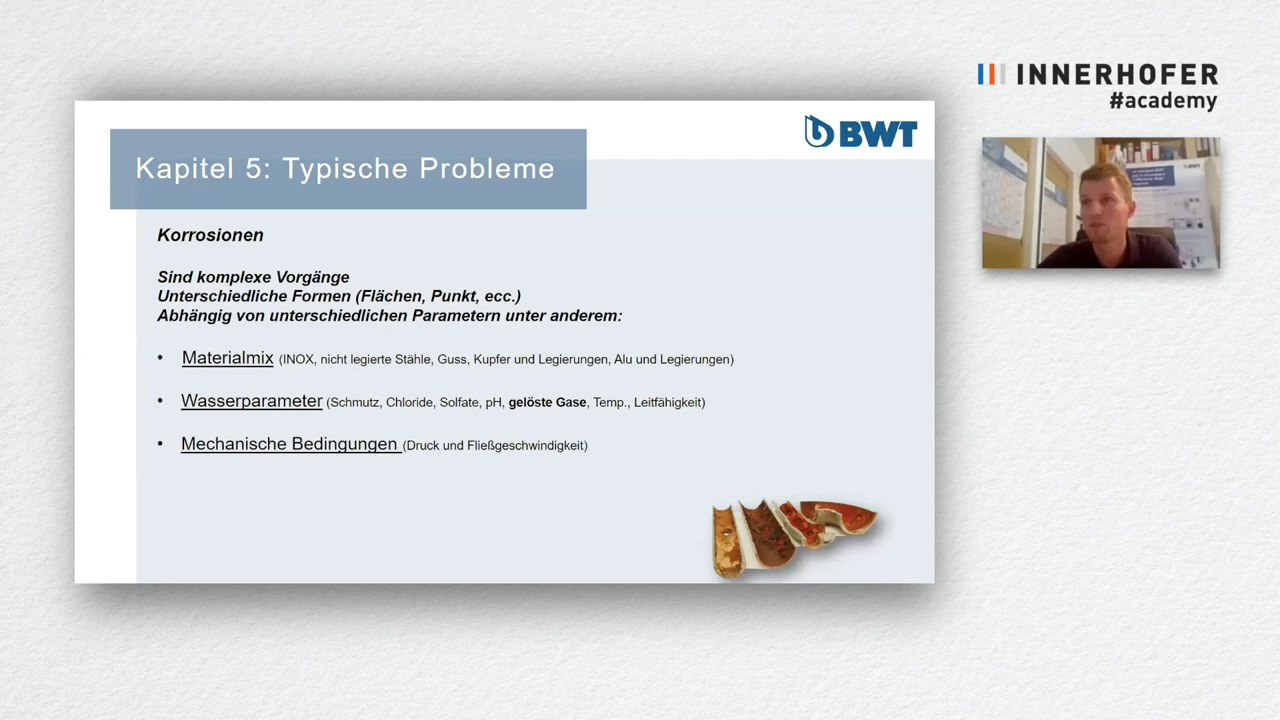 INNERHOFER
#academy
BWT
Kapitel 5: Typische Probleme
Korrosionen
Sind komplexe Vorgänge
Unterschiedliche Formen (Flächen, Punkt, ecc.)
Abhängig von unterschiedlichen Parametern unter anderem:
• Materialmix (INOX, nicht legierte Stähle, Guss, Kupfer und Legierungen, Alu und Legierungen)
• Wasserparameter (Schmutz, Chloride, Solfate, pH, gelöste Gase, Temp., Leitfähigkeit)
• Mechanische Bedingungen (Druck und Fließgeschwindigkeit)
BWT